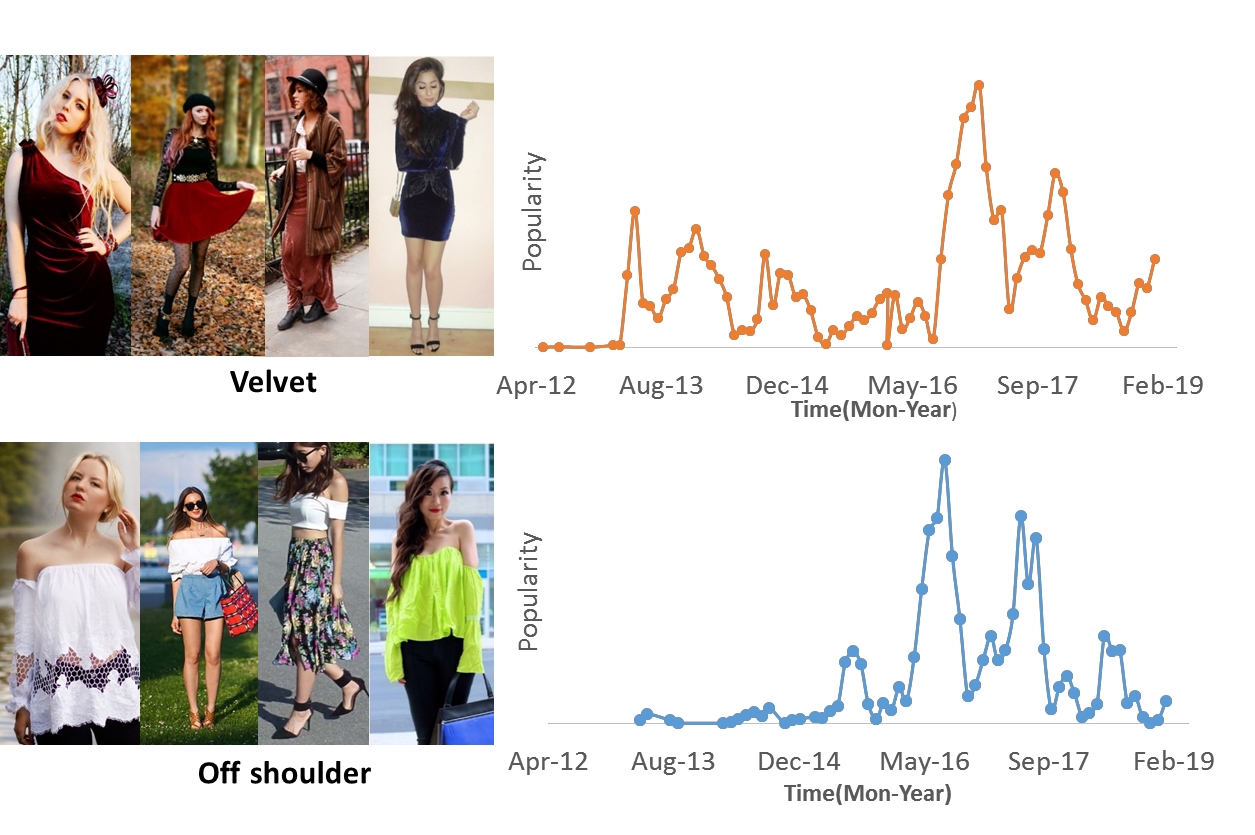 Popularity
Apr-12 Aug-13 Dec-14 May-16 Sep-17 Feb-19
Time(Mon-Year)
Velvet
Popularity
Apr-12 Aug-13 Dec-14 May-16 Sep-17 Feb-19
Time(Mon-Year)
Off shoulder